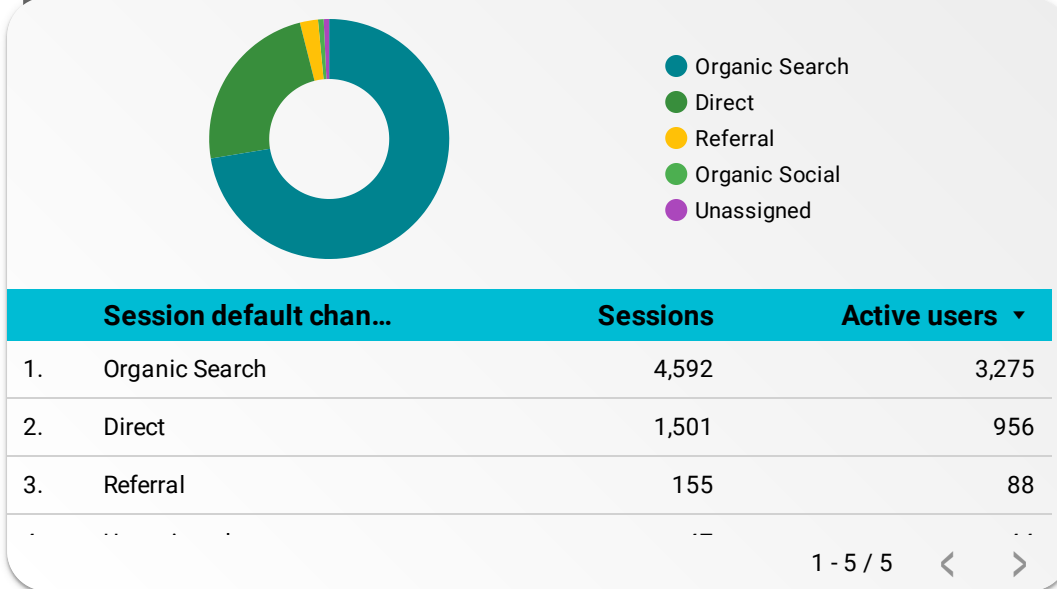 Organic Search
Direct
Referral
Organic Social
Unassigned
Session default chan... Sessions Active users
1. Organic Search 4,592 3,275
2. Direct 1,501 956
3. Referral 155 88
1 - 5 / 5